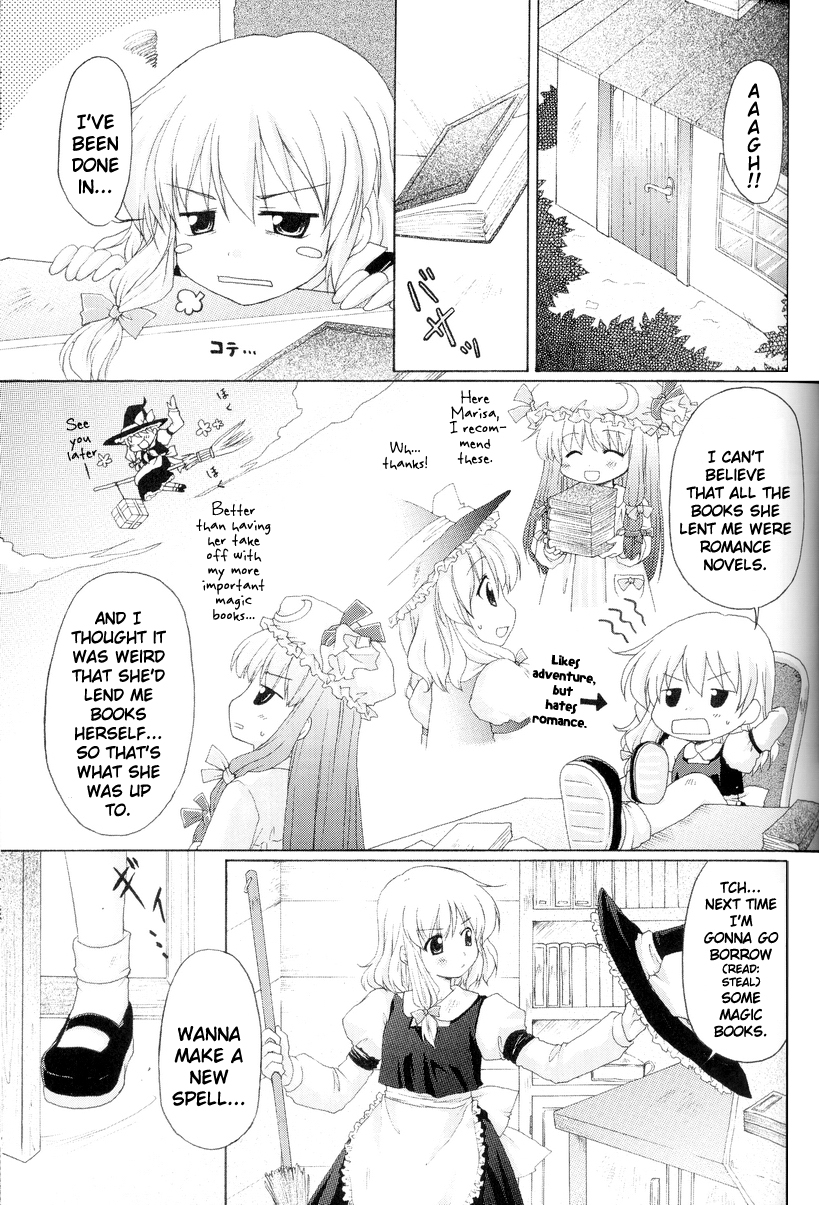 AAAGH!!
バサッ
I'VE
BEEN
DONE
IN...
コテ...
I CAN'T
BELIEVE
THAT ALL THE
BOOKS SHE
LENT ME WERE
ROMANCE
NOVELS.
Here
Marisa,
I recom-
mend
these.
Wh...
thanks!
Likes
adventure,
but
hates
romance.
Better
than having
her take
off with
my more
important
magic
books...
ほく
ほく
See
you
later!
AND I
THOUGHT IT
WAS WEIRD
THAT SHE'D
LEND ME
BOOKS
HERSELF...
SO THAT'S
WHAT SHE
WAS UP
TO.
TCH...
NEXT TIME
I'M
GONNA GO
BORROW
(READ:
STEAL)
SOME
MAGIC
BOOKS.
WANNA
MAKE A
NEW
SPELL...